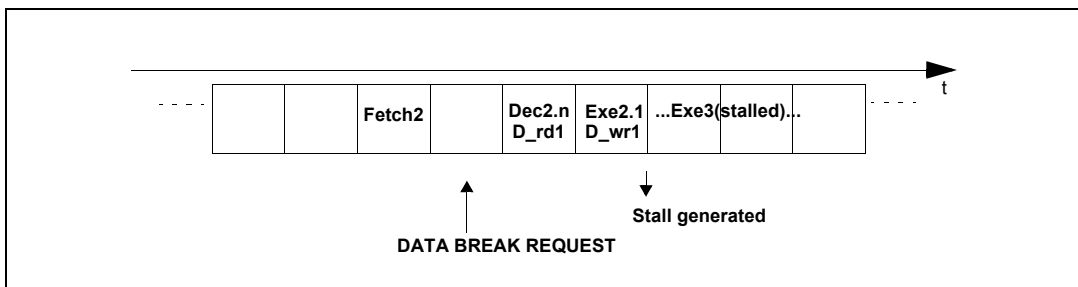 t
Fetch2
Dec2.n
D_rd1
Exe2.1
D_wr1
...Exe3(stalled)...
Stall generated
DATA BREAK REQUEST